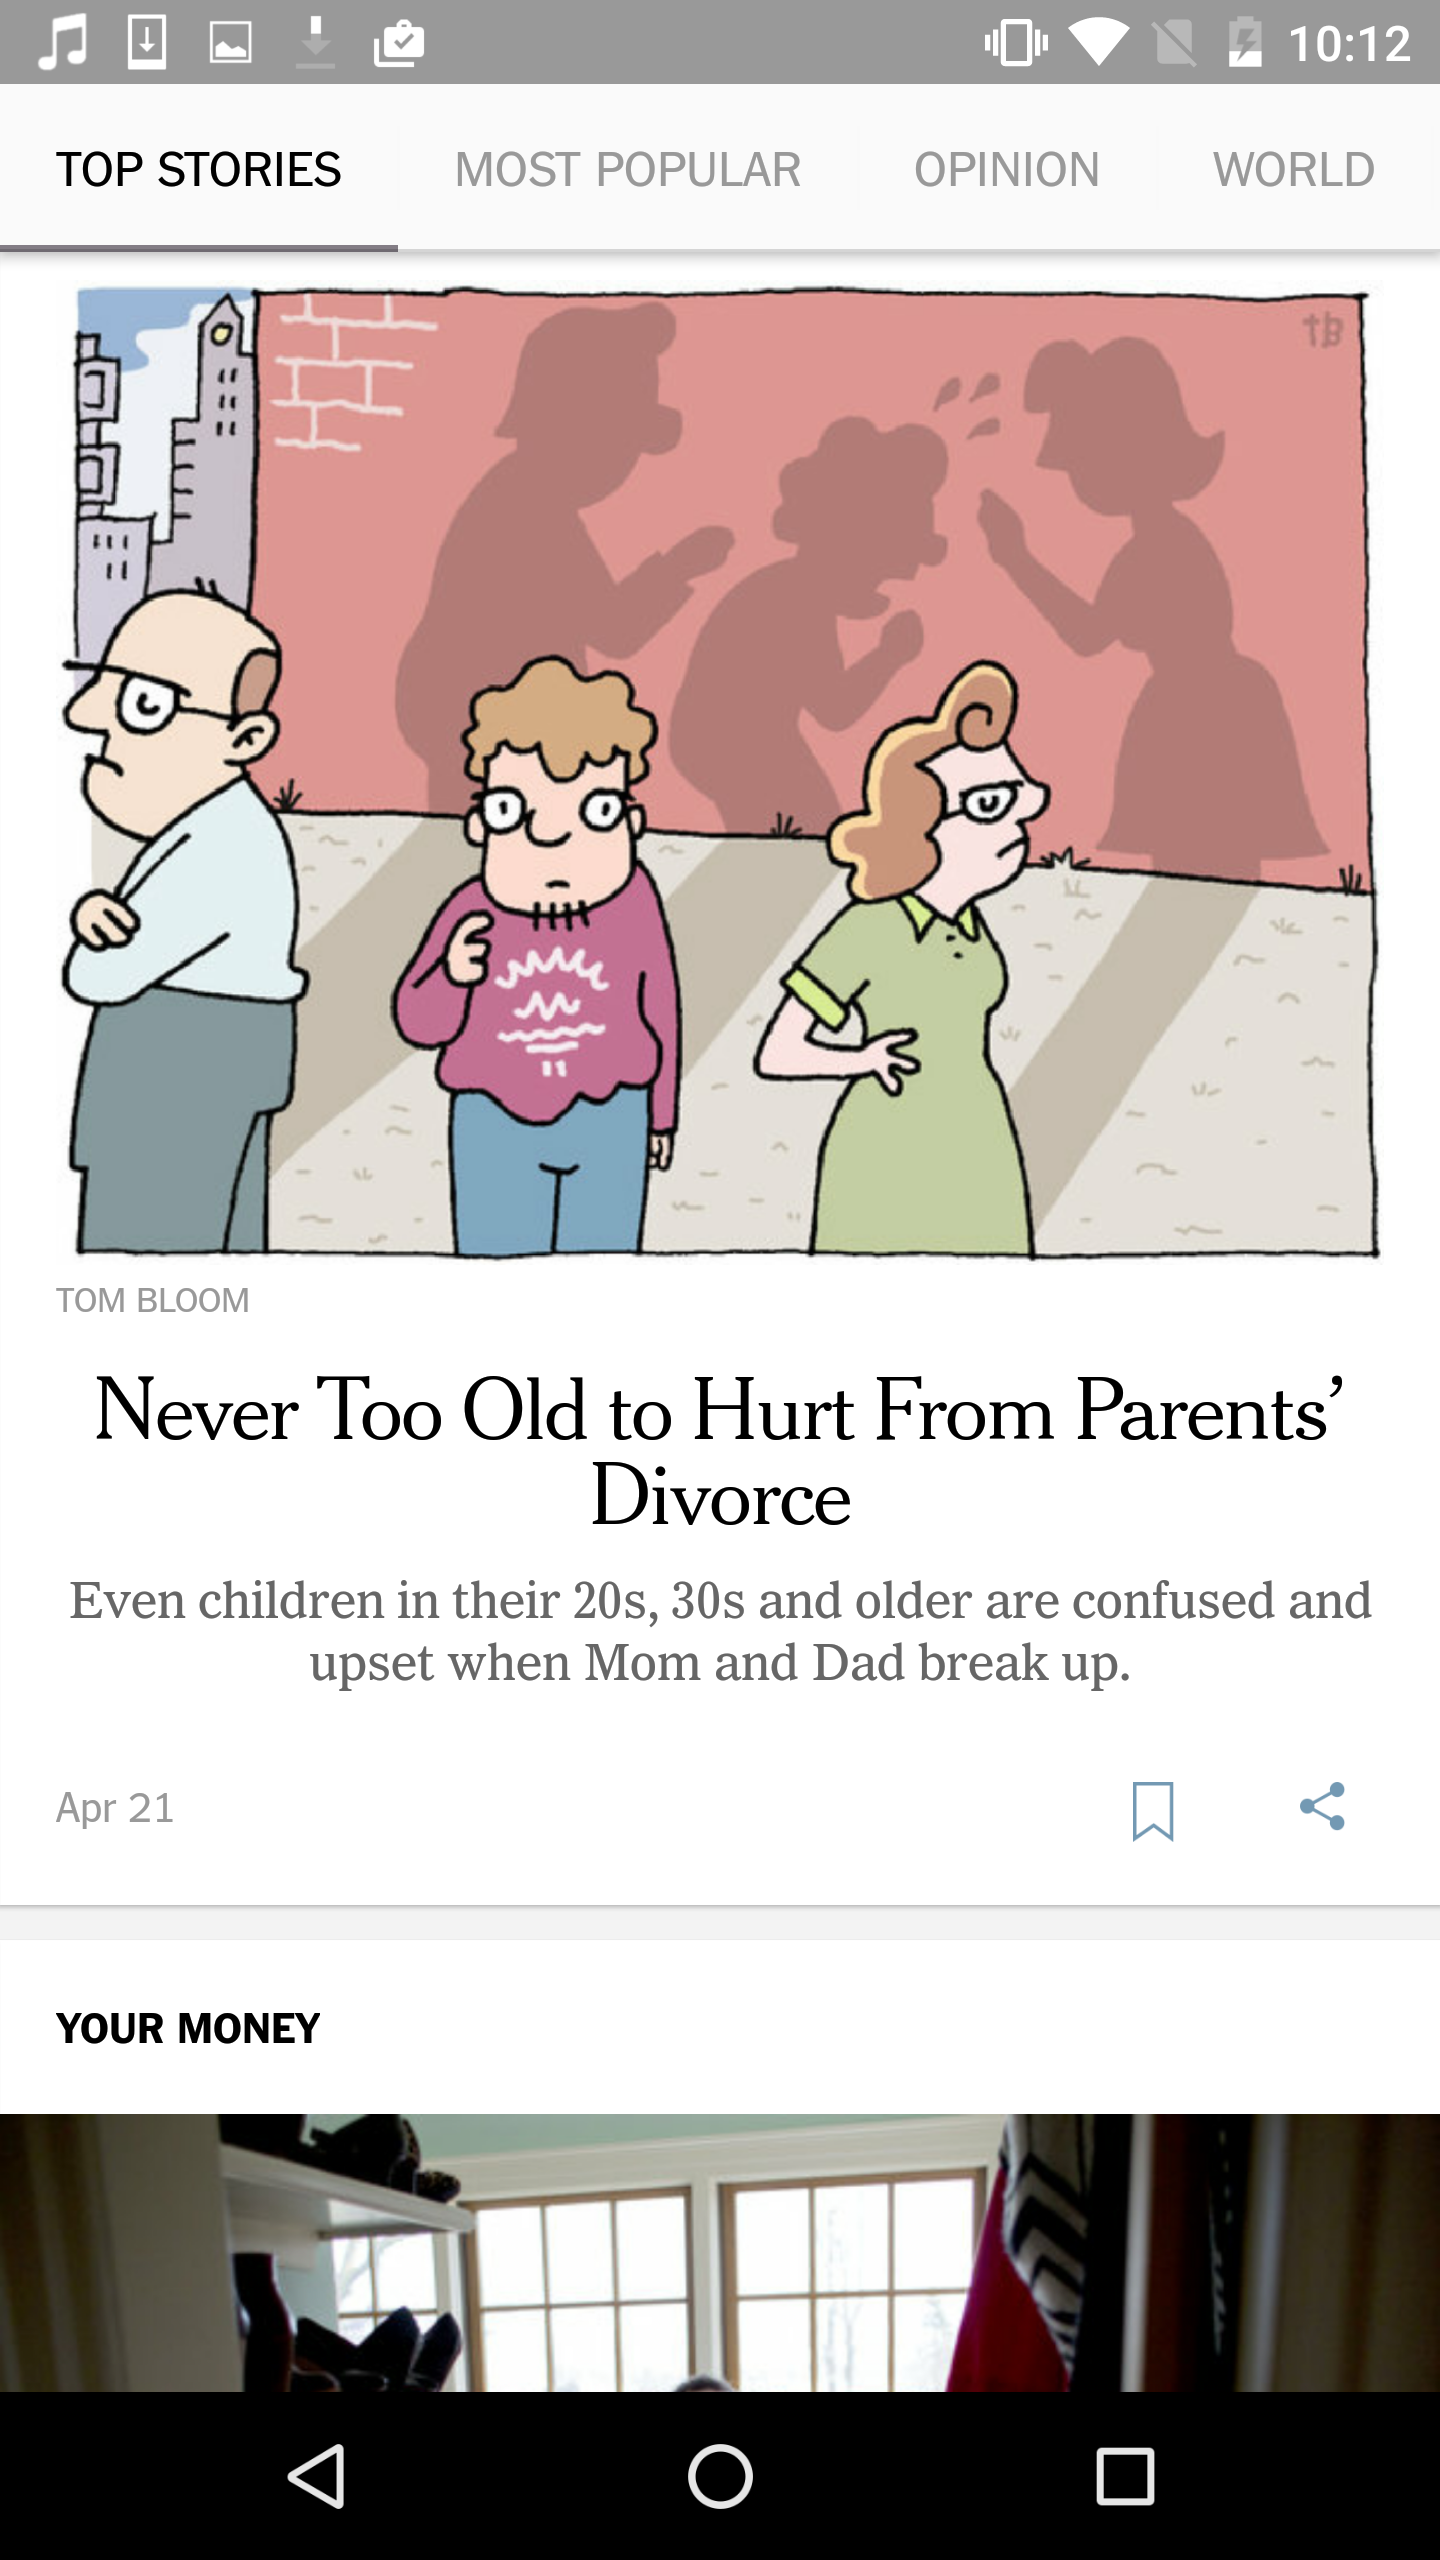 10:12
TOP STORIES MOST POPULAR OPINION WORLD
tB
TOM BLOOM
Never Too Old to Hurt From Parents’
Divorce
Even children in their 20s, 30s and older are confused and
upset when Mom and Dad break up.
Apr 21
YOUR MONEY